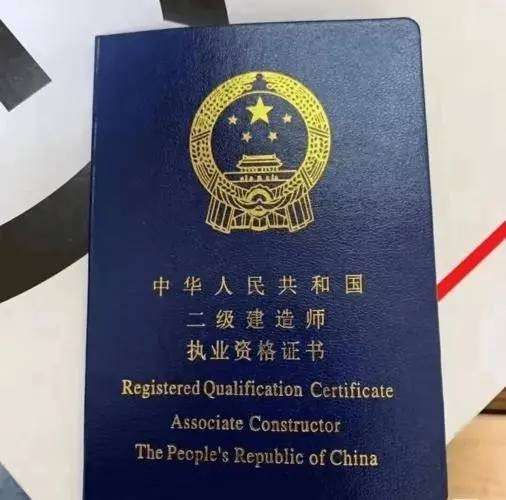 中华人民共和国
二级建造师
执业资格证书
Registered Qualification Certificate
Associate Constructor
The People's Republic of China